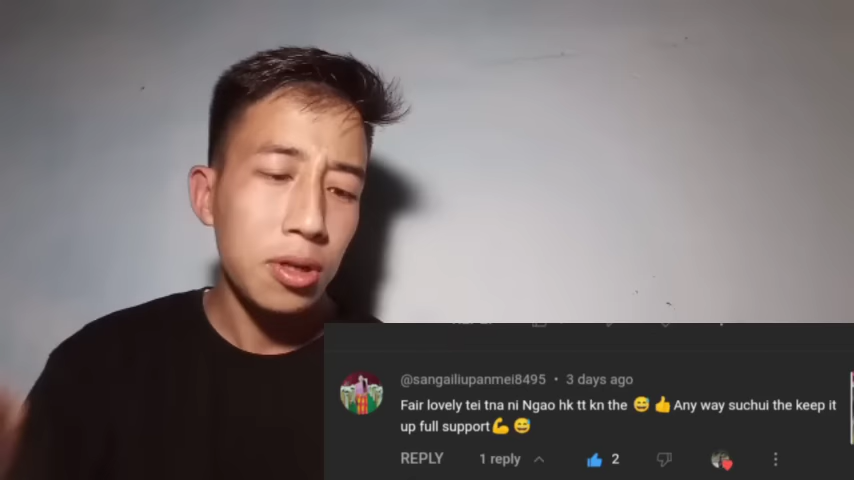 @sangailiupanmei8495 • 3 days ago
Fair lovely tei tna ni Ngao hk tt kn the 😅 👍 Any way suchui the keep it
up full support💪 😅
REPLY 1 reply 2